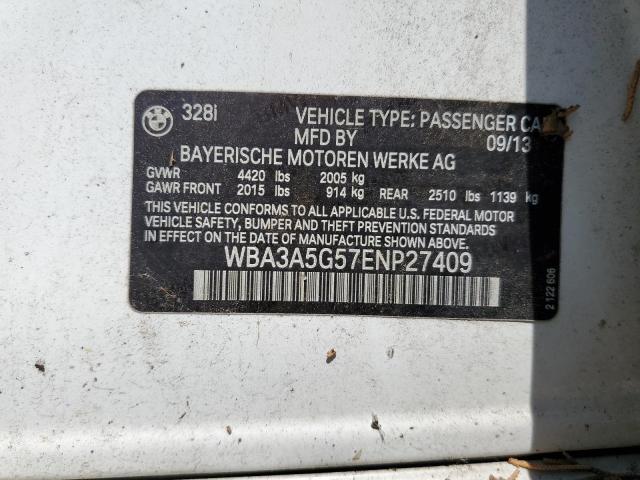 328i VEHICLE TYPE: PASSENGER CA
MFD BY 09/13
BAYERISCHE MOTOREN WERKE AG
GVWR 4420 lbs 2005 kg
GAWR FRONT 2015 lbs 914 kg REAR 2510 lbs 1139 kg
THIS VEHICLE CONFORMS TO ALL APPLICABLE U.S. FEDERAL MOTOR
VEHICLE SAFETY, BUMPER AND THEFT PREVENTION STANDARDS
IN EFFECT ON THE DATE OF MANUFACTURE SHOWN ABOVE.
WBA3A5G57ENP27409
2 122 606